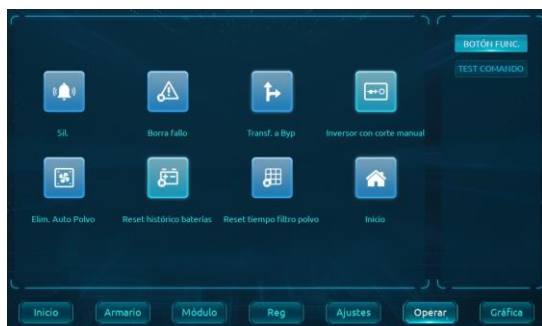 BOTÓN FUNC.
TEST COMANDO
Sil.
Borra fallo
Transf. a Byp
Inversor con corte manual
Elim. Auto Polvo
Reset histórico baterías
Reset tiempo filtro polvo
Inicio
Inicio
Armario
Módulo
Reg
Ajustes
Operar
Gráfica